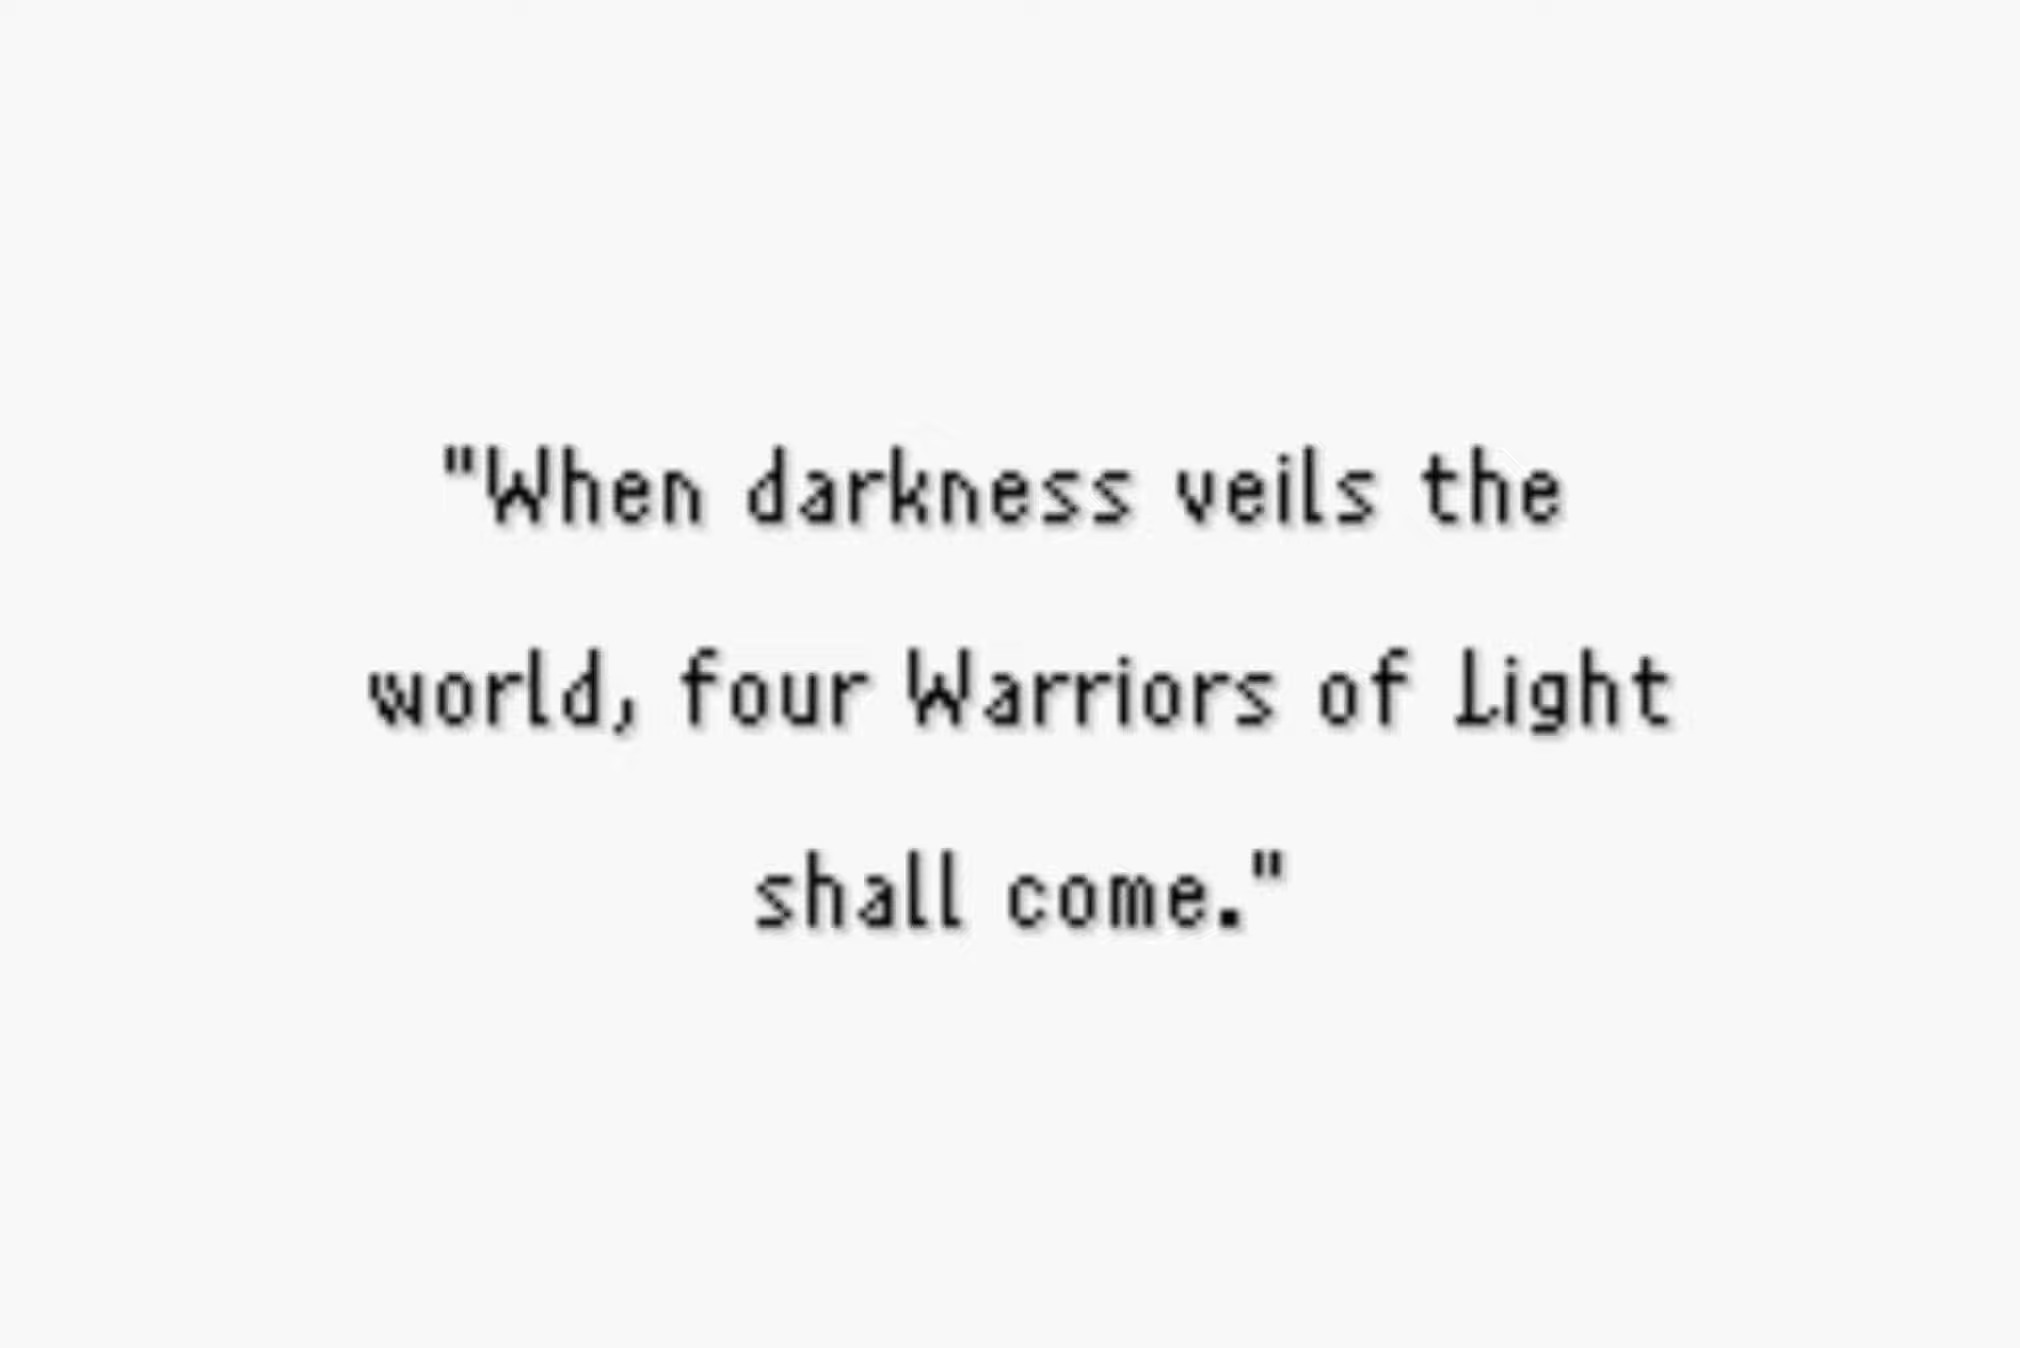 "When darkness veils the
world, four Warriors of Light
shall come."